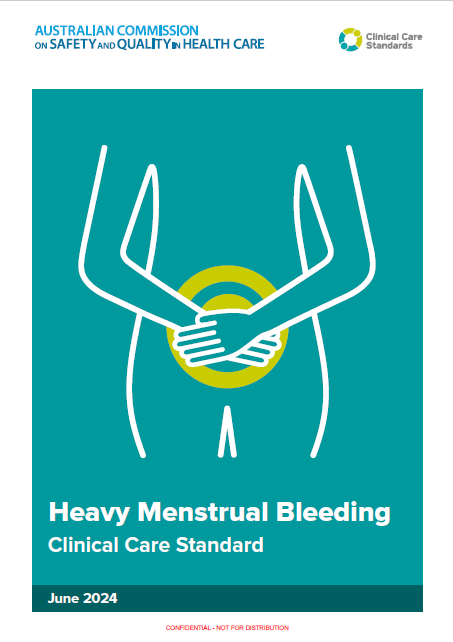 AUSTRALIAN COMMISSION
ON SAFETY AND QUALITY IN HEALTH CARE
Clinical Care
Standards
Heavy Menstrual Bleeding
Clinical Care Standard
June 2024
CONFIDENTIAL - NOT FOR DISTRIBUTION